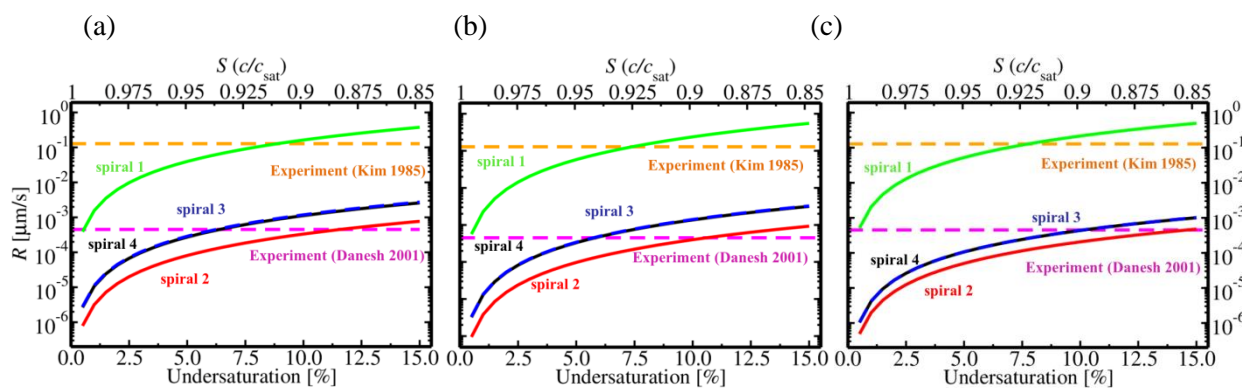 (a)
(b)
(c)
S (c/c_sat)
S (c/c_sat)
S (c/c_sat)
1 0.975 0.95 0.925 0.9 0.875 0.85
1 0.975 0.95 0.925 0.9 0.875 0.85
1 0.975 0.95 0.925 0.9 0.875 0.85
R [µm/s]
10^0
10^-1
10^-2
10^-3
10^-4
10^-5
10^-6
spiral 1
Experiment (Kim 1985)
spiral 3
spiral 4
Experiment (Danesh 2001)
spiral 2
spiral 1
Experiment (Kim 1985)
spiral 3
spiral 4
Experiment (Danesh 2001)
spiral 2
spiral 1
Experiment (Kim 1985)
spiral 3
spiral 4
Experiment (Danesh 2001)
spiral 2
10^0
10^-1
10^-2
10^-3
10^-4
10^-5
10^-6
R [µm/s]
0.0 2.5 5.0 7.5 10.0 12.5 15.0
0.0 2.5 5.0 7.5 10.0 12.5 15.0
0.0 2.5 5.0 7.5 10.0 12.5 15.0
Undersaturation [%]
Undersaturation [%]
Undersaturation [%]